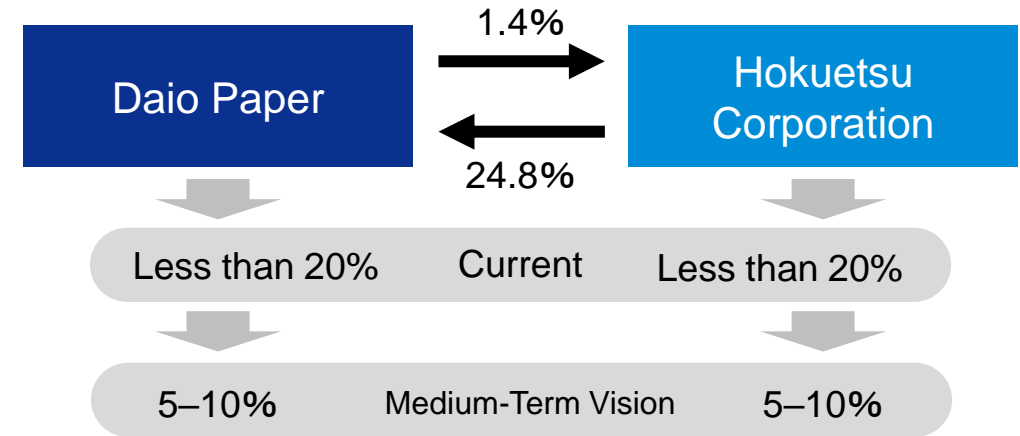 1.4%
Daio Paper
Hokuetsu
Corporation
24.8%
Less than 20% Current Less than 20%
5–10% Medium-Term Vision 5–10%